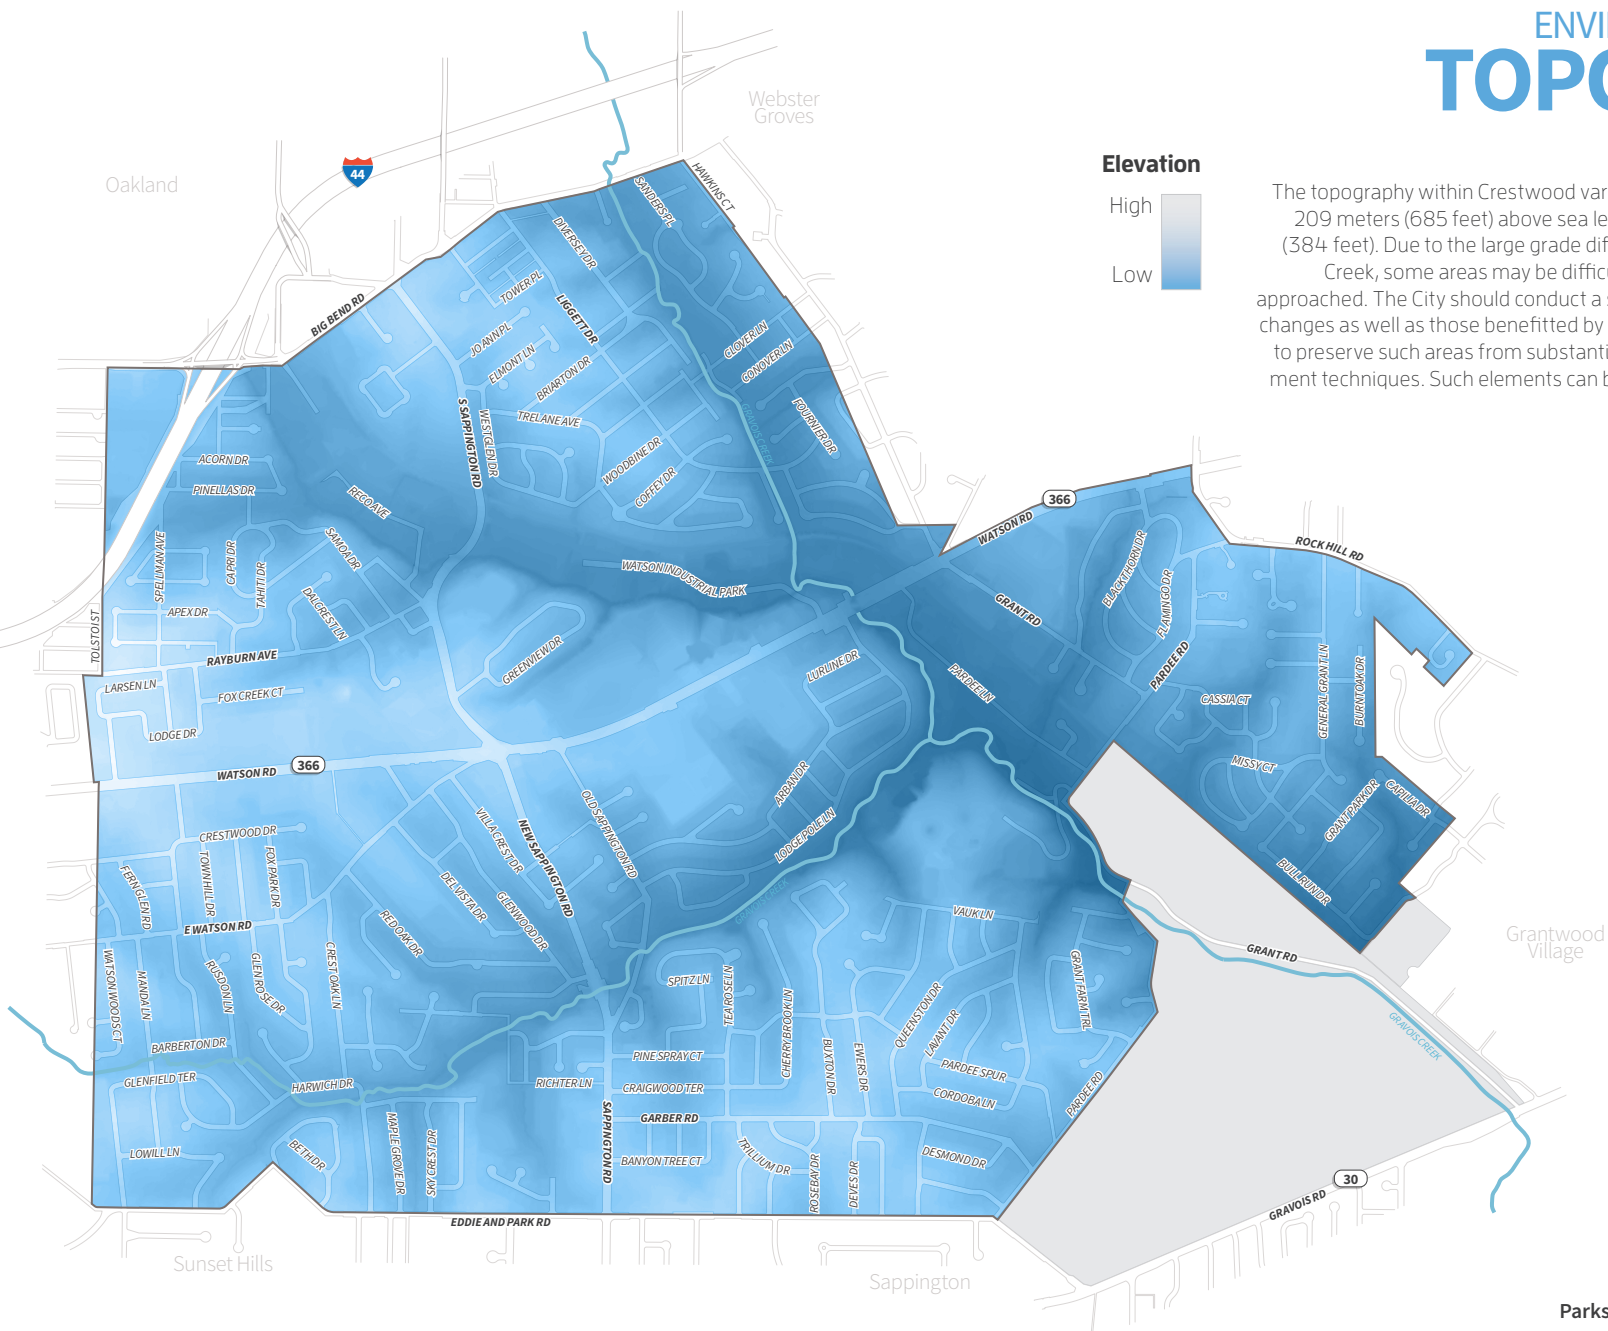 ENVI
TOPO
Webster
Groves
Oakland
44
Elevation
High
Low
The topography within Crestwood var
209 meters (685 feet) above sea le
(384 feet). Due to the large grade dif
Creek, some areas may be difficu
approached. The City should conduct a s
changes as well as those benefitted by
to preserve such areas from substanti
ment techniques. Such elements can b
HAWKINS CT
SANDERS PL
DIVERSEY DR
TOWER PL
LIGGETT DR
BIG BEND RD
JO ANN PL
ELMONT LN
BRIARTON DR
CLOVER LN
CONOVER LN
S SAPPINGTON RD
WESTGLEN DR
TRELANE AVE
FOURNIER DR
GRAVOIS CREEK
WOODBINE DR
COFFEY DR
ACORN DR
PINELLAS DR
RECO AVE
SAMOA DR
366
WATSON RD
ROCK HILL RD
SPELLMAN AVE
CAPRI DR
TAHITI DR
DALCREST LN
APEX DR
WATSON INDUSTRIAL PARK
BLACKTHORN DR
FLAMINGO DR
GRANT RD
TOLSTOI ST
RAYBURN AVE
GREENVIEW DR
LURLINE DR
PARDEE LN
PARDEE RD
GENERAL GRANT LN
BURNT OAK DR
LARSEN LN
FOX CREEK CT
CASSIA CT
LODGE DR
366
WATSON RD
MISSY CT
ARBAN DR
OLD SAPPINGTON RD
VILLA CREST DR
NEW SAPPINGTON RD
LODGE POLE LN
GRANT PARK DR
CAPILIA DR
CRESTWOOD DR
FERN GLEN RD
TOWN HILL DR
FOX PARK DR
DEL VISTA DR
GLENWOOD DR
BULL RUN DR
GRAVOIS CREEK
VAUK LN
E WATSON RD
RED OAK DR
Grantwood
Village
GRANT RD
WATSON WOODS CT
MANDA LN
RUSDON LN
GLEN ROSE DR
CREST OAK LN
SPITZ LN
TEA ROSE LN
CHERRYBROOK LN
QUEENSTON DR
LAVANT DR
GRANT FARM TRL
GRAVOIS CREEK
BARBERTON DR
PINE SPRAY CT
BUXTON DR
EWERS DR
PARDEE SPUR
GLENFIELD TER
HARWICH DR
RICHTER LN
CRAIGWOOD TER
CORDOBA LN
PARDEE RD
SAPPINGTON RD
GARBER RD
MAPLE GROVE DR
SKY CREST DR
LOWILL LN
BETH DR
BANYON TREE CT
TRILLIUM DR
ROSEBAY DR
DEVES DR
DESMOND DR
30
GRAVOIS RD
EDDIE AND PARK RD
Sunset Hills
Sappington
Parks